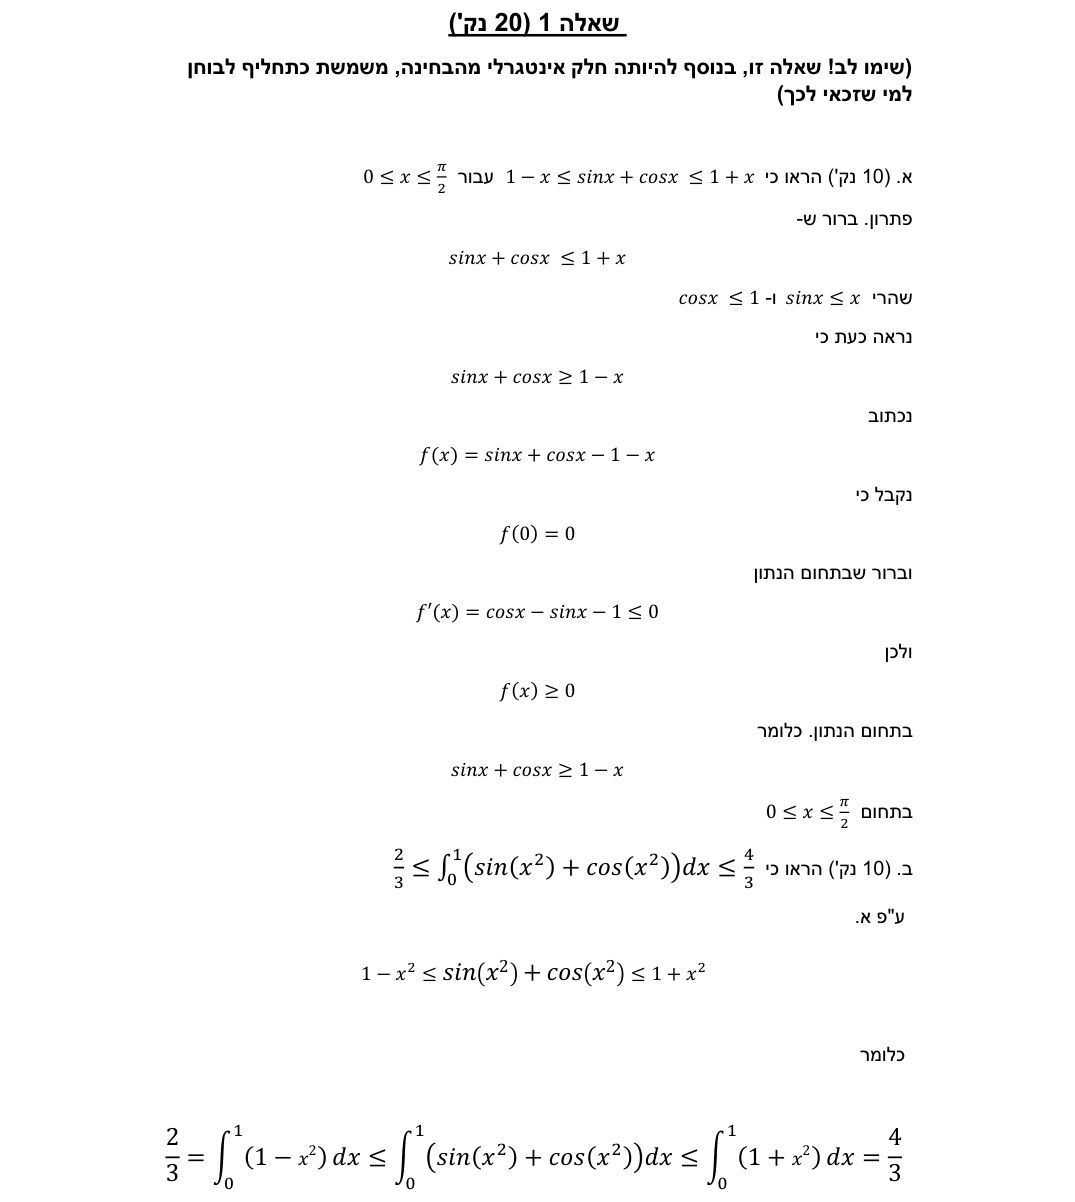 שאלה 1 (20 נק')
(שימו לב! שאלה זו, בנוסף להיותה חלק אינטגרלי מהבחינה, משמשת כתחליף לבוחן
למי שזכאי לכך)
א. (10 נק') הראו כי 1 − x ≤ sinx + cosx ≤ 1 + x עבור 0 ≤ x ≤ π/2
פתרון. ברור ש-
sinx + cosx ≤ 1 + x
שהרי sinx ≤ x ו- cosx ≤ 1
נראה כעת כי
sinx + cosx ≥ 1 − x
נכתוב
f(x) = sinx + cosx − 1 − x
נקבל כי
f(0) = 0
וברור שבתחום הנתון
f′(x) = cosx − sinx − 1 ≤ 0
ולכן
f(x) ≥ 0
בתחום הנתון. כלומר
sinx + cosx ≥ 1 − x
בתחום 0 ≤ x ≤ π/2
ב. (10 נק') הראו כי 2/3 ≤ ∫₀¹(sin(x²) + cos(x²))dx ≤ 4/3
ע"פ א.
1 − x² ≤ sin(x²) + cos(x²) ≤ 1 + x²
כלומר
2/3 = ∫₀¹(1 − x²) dx ≤ ∫₀¹(sin(x²) + cos(x²))dx ≤ ∫₀¹(1 + x²) dx = 4/3